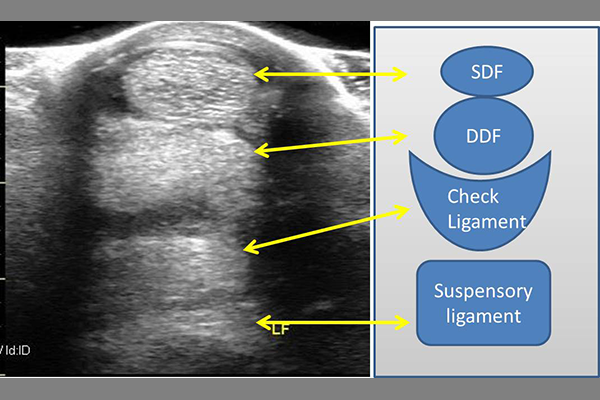 SDF
DDF
Check
Ligament
Suspensory
ligament
LF
V Id:ID